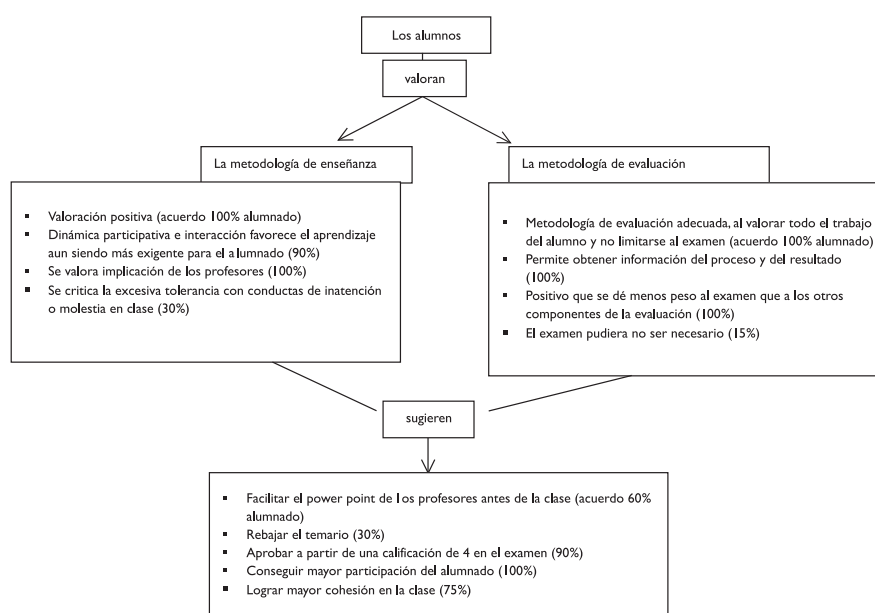 Los alumnos
valoran
La metodología de enseñanza
▪ Valoración positiva (acuerdo 100% alumnado)
▪ Dinámica participativa e interacción favorece el aprendizaje
aun siendo más exigente para el alumnado (90%)
▪ Se valora implicación de los profesores (100%)
▪ Se critica la excesiva tolerancia con conductas de inatención
o molestia en clase (30%)
La metodología de evaluación
▪ Metodología de evaluación adecuada, al valorar todo el trabajo
del alumno y no limitarse al examen (acuerdo 100% alumnado)
▪ Permite obtener información del proceso y del resultado
(100%)
▪ Positivo que se dé menos peso al examen que a los otros
componentes de la evaluación (100%)
▪ El examen pudiera no ser necesario (15%)
sugieren
▪ Facilitar el power point de los profesores antes de la clase (acuerdo 60%
alumnado)
▪ Rebajar el temario (30%)
▪ Aprobar a partir de una calificación de 4 en el examen (90%)
▪ Conseguir mayor participación del alumnado (100%)
▪ Lograr mayor cohesión en la clase (75%)